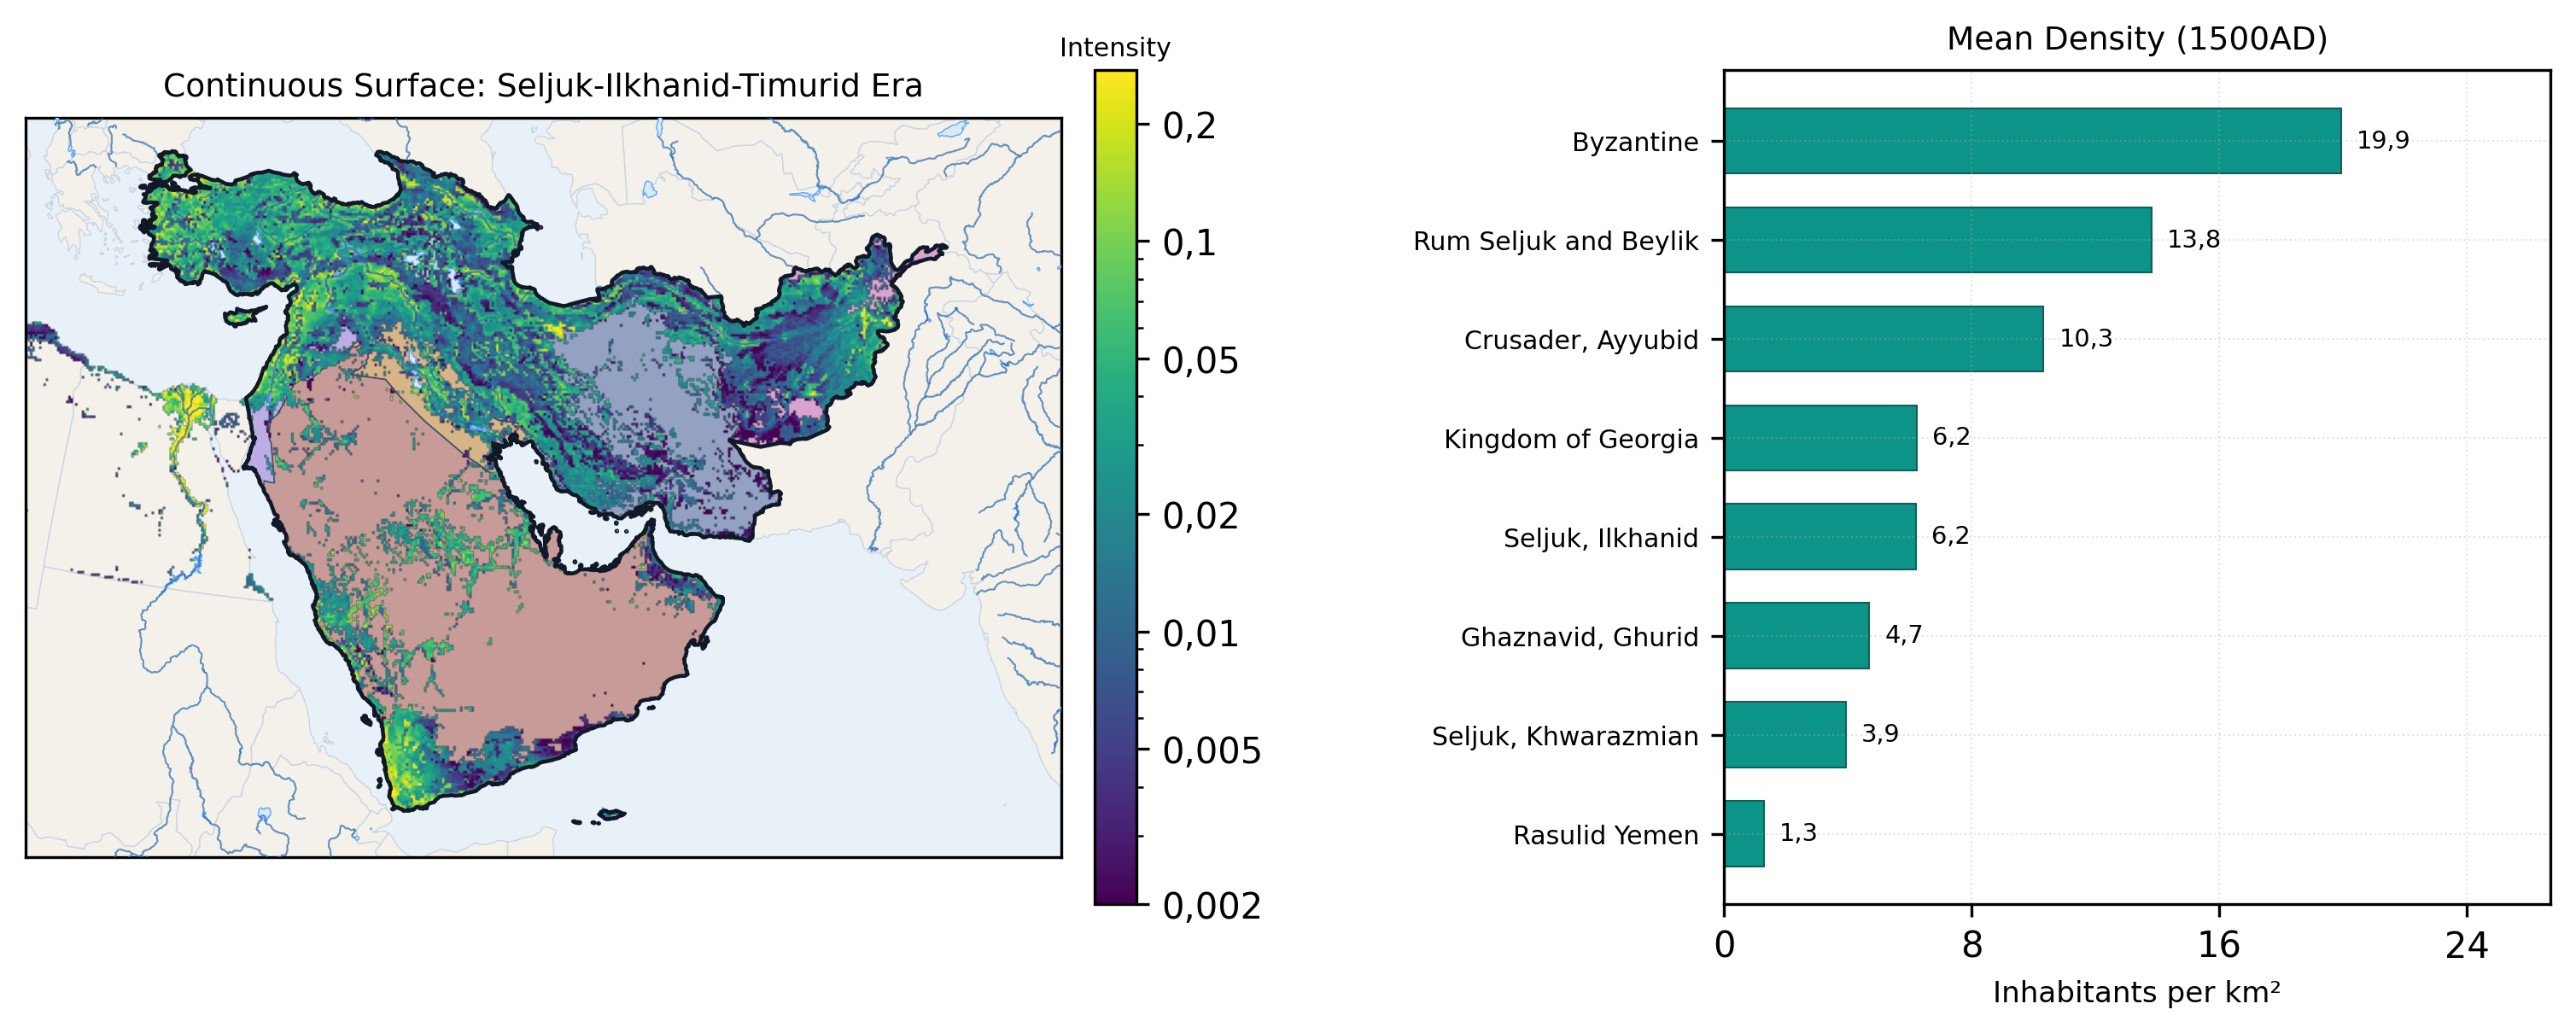 Continuous Surface: Seljuk-Ilkhanid-Timurid Era
Intensity
0,2
0,1
0,05
0,02
0,01
0,005
0,002
Mean Density (1500AD)
Byzantine
19,9
Rum Seljuk and Beylik
13,8
Crusader, Ayyubid
10,3
Kingdom of Georgia
6,2
Seljuk, Ilkhanid
6,2
Ghaznavid, Ghurid
4,7
Seljuk, Khwarazmian
3,9
Rasulid Yemen
1,3
0 8 16 24
Inhabitants per km²